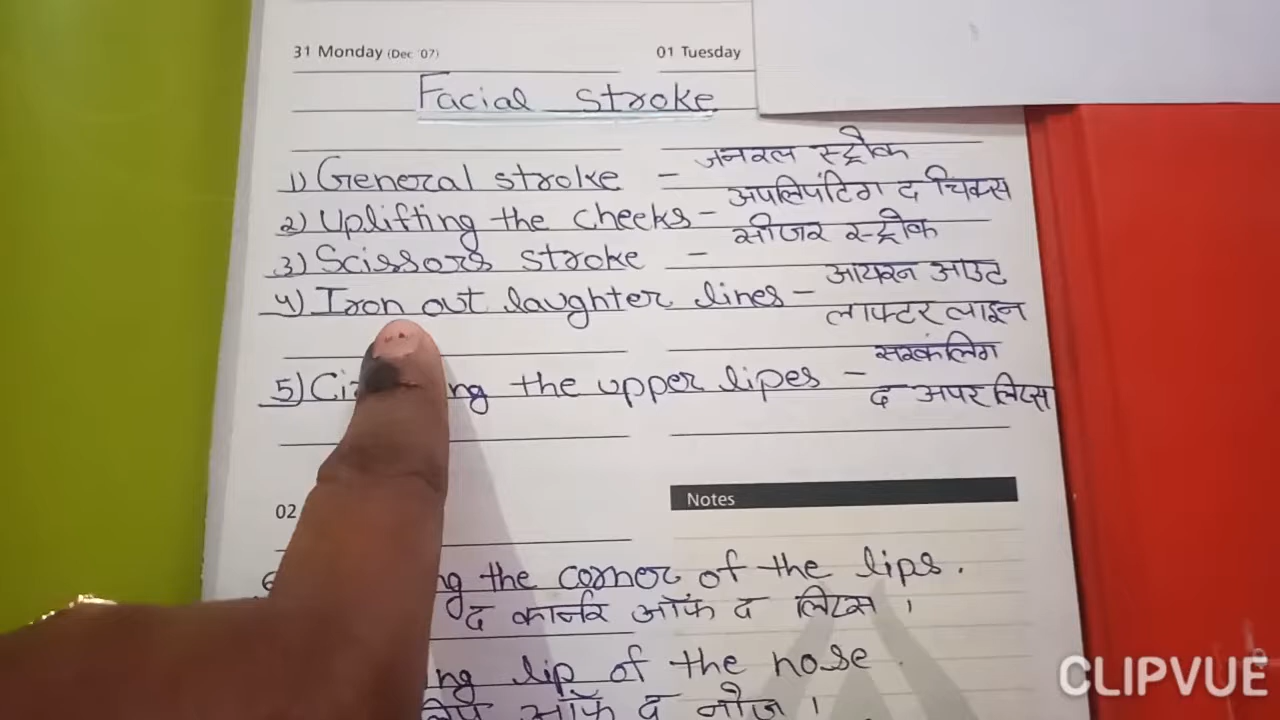 31 Monday (Dec '07) 01 Tuesday
Facial stroke
1) General stroke - जनरल स्ट्रोक
2) Uplifting the cheeks - अपलिपंटिग द चिक्स
3) Scissors stroke - सीजर स्ट्रोक
4) Iron out laughter lines - आयरन आउट
लाफ्टर लाइन
5) the upper lipes - सरकंलिग
द अपर लिप्स
02 Notes
the corner of the lips.
द कार्नर ऑफ द लिप्स ।
lip of the nose.
ऑफ द नौज ।
CLIPVUE